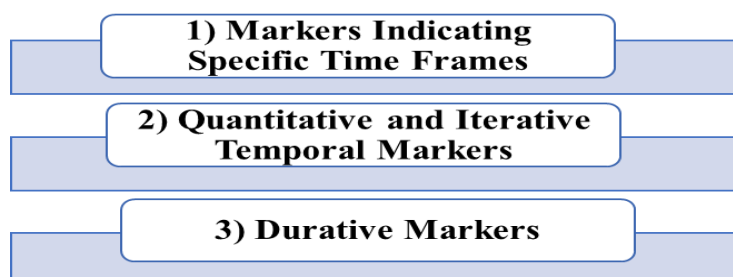 1) Markers Indicating
Specific Time Frames
2) Quantitative and Iterative
Temporal Markers
3) Durative Markers